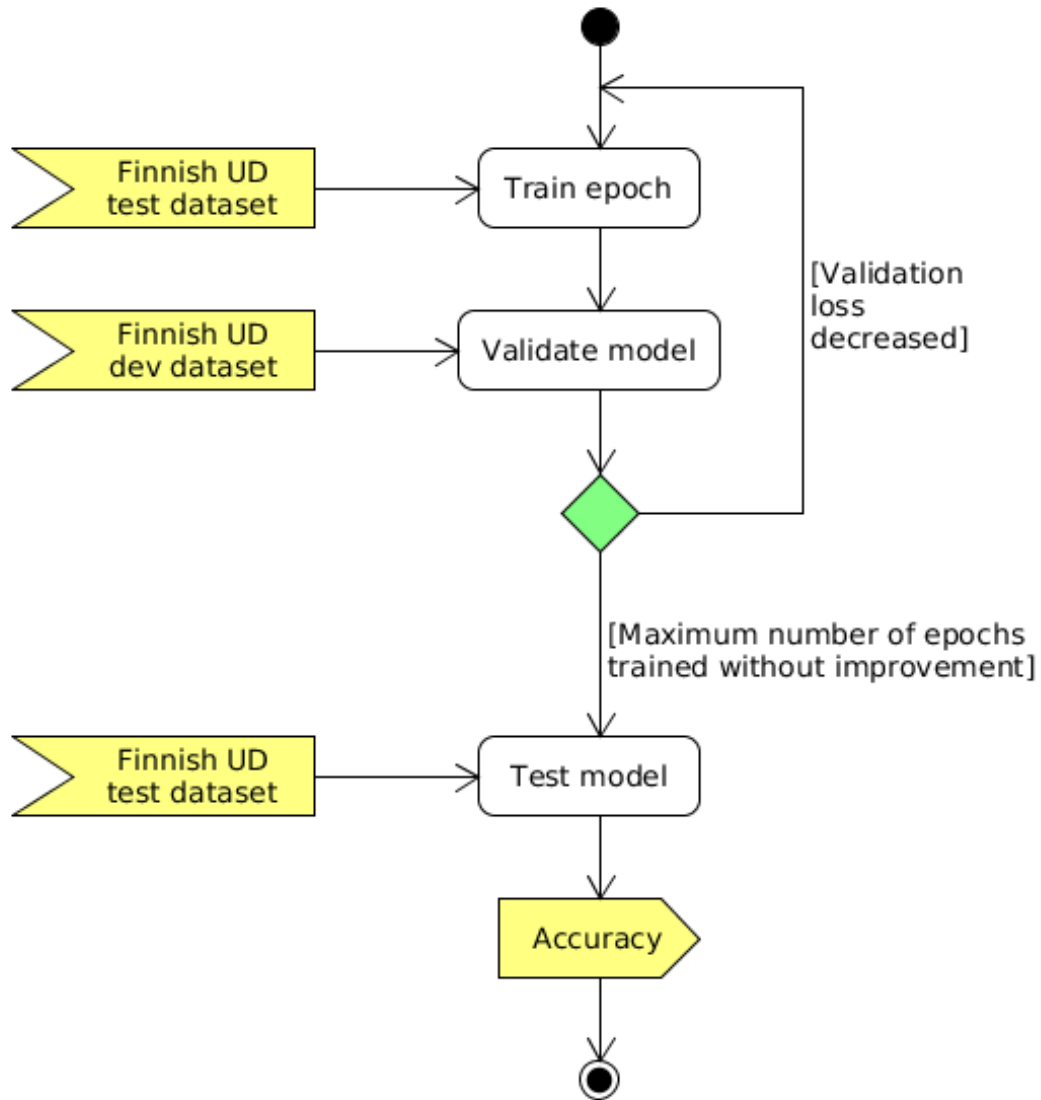 Finnish UD
test dataset
Train epoch
[Validation
loss
decreased]
Finnish UD
dev dataset
Validate model
[Maximum number of epochs
trained without improvement]
Finnish UD
test dataset
Test model
Accuracy